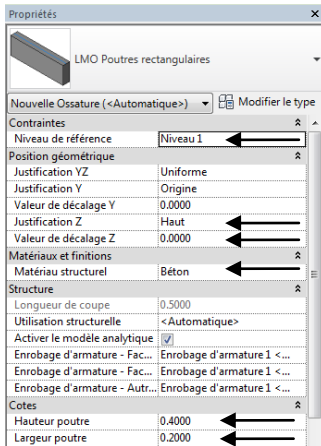 Propriétés
LMO Poutres rectangulaires
Nouvelle Ossature (<Automatique>) Modifier le type
Contraintes
Niveau de référence Niveau 1
Position géométrique
Justification YZ Uniforme
Justification Y Origine
Valeur de décalage Y 0.0000
Justification Z Haut
Valeur de décalage Z 0.0000
Matériaux et finitions
Matériau structurel Béton
Structure
Longueur de coupe 0.5000
Utilisation structurelle <Automatique>
Activer le modèle analytique
Enrobage d'armature - Fac... Enrobage d'armature 1 <...
Enrobage d'armature - Fac... Enrobage d'armature 1 <...
Enrobage d'armature - Autr... Enrobage d'armature 1 <...
Cotes
Hauteur poutre 0.4000
Largeur poutre 0.2000